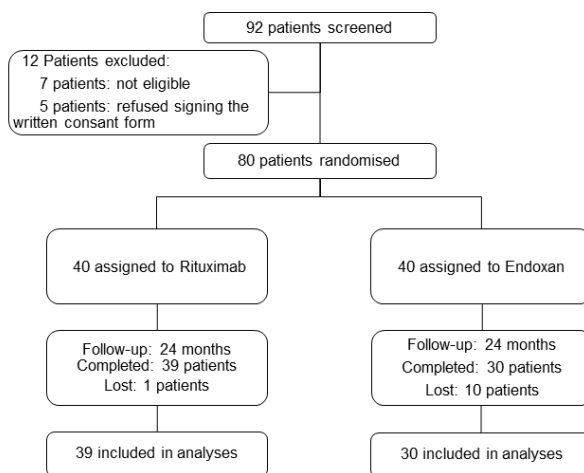 92 patients screened
12 Patients excluded:
7 patients: not eligible
5 patients: refused signing the
written consant form
80 patients randomised
40 assigned to Rituximab
40 assigned to Endoxan
Follow-up: 24 months
Completed: 39 patients
Lost: 1 patients
Follow-up: 24 months
Completed: 30 patients
Lost: 10 patients
39 included in analyses
30 included in analyses